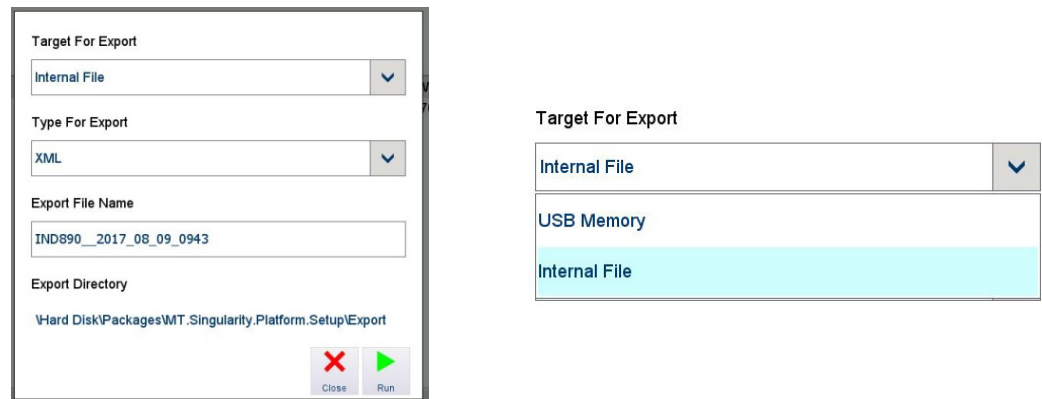 Target For Export
Internal File
Type For Export
XML
Export File Name
IND890__2017_08_09_0943
Export Directory
\Hard Disk\Packages\MT.Singularity.Platform.Setup\Export
Close
Run
Target For Export
Internal File
USB Memory
Internal File